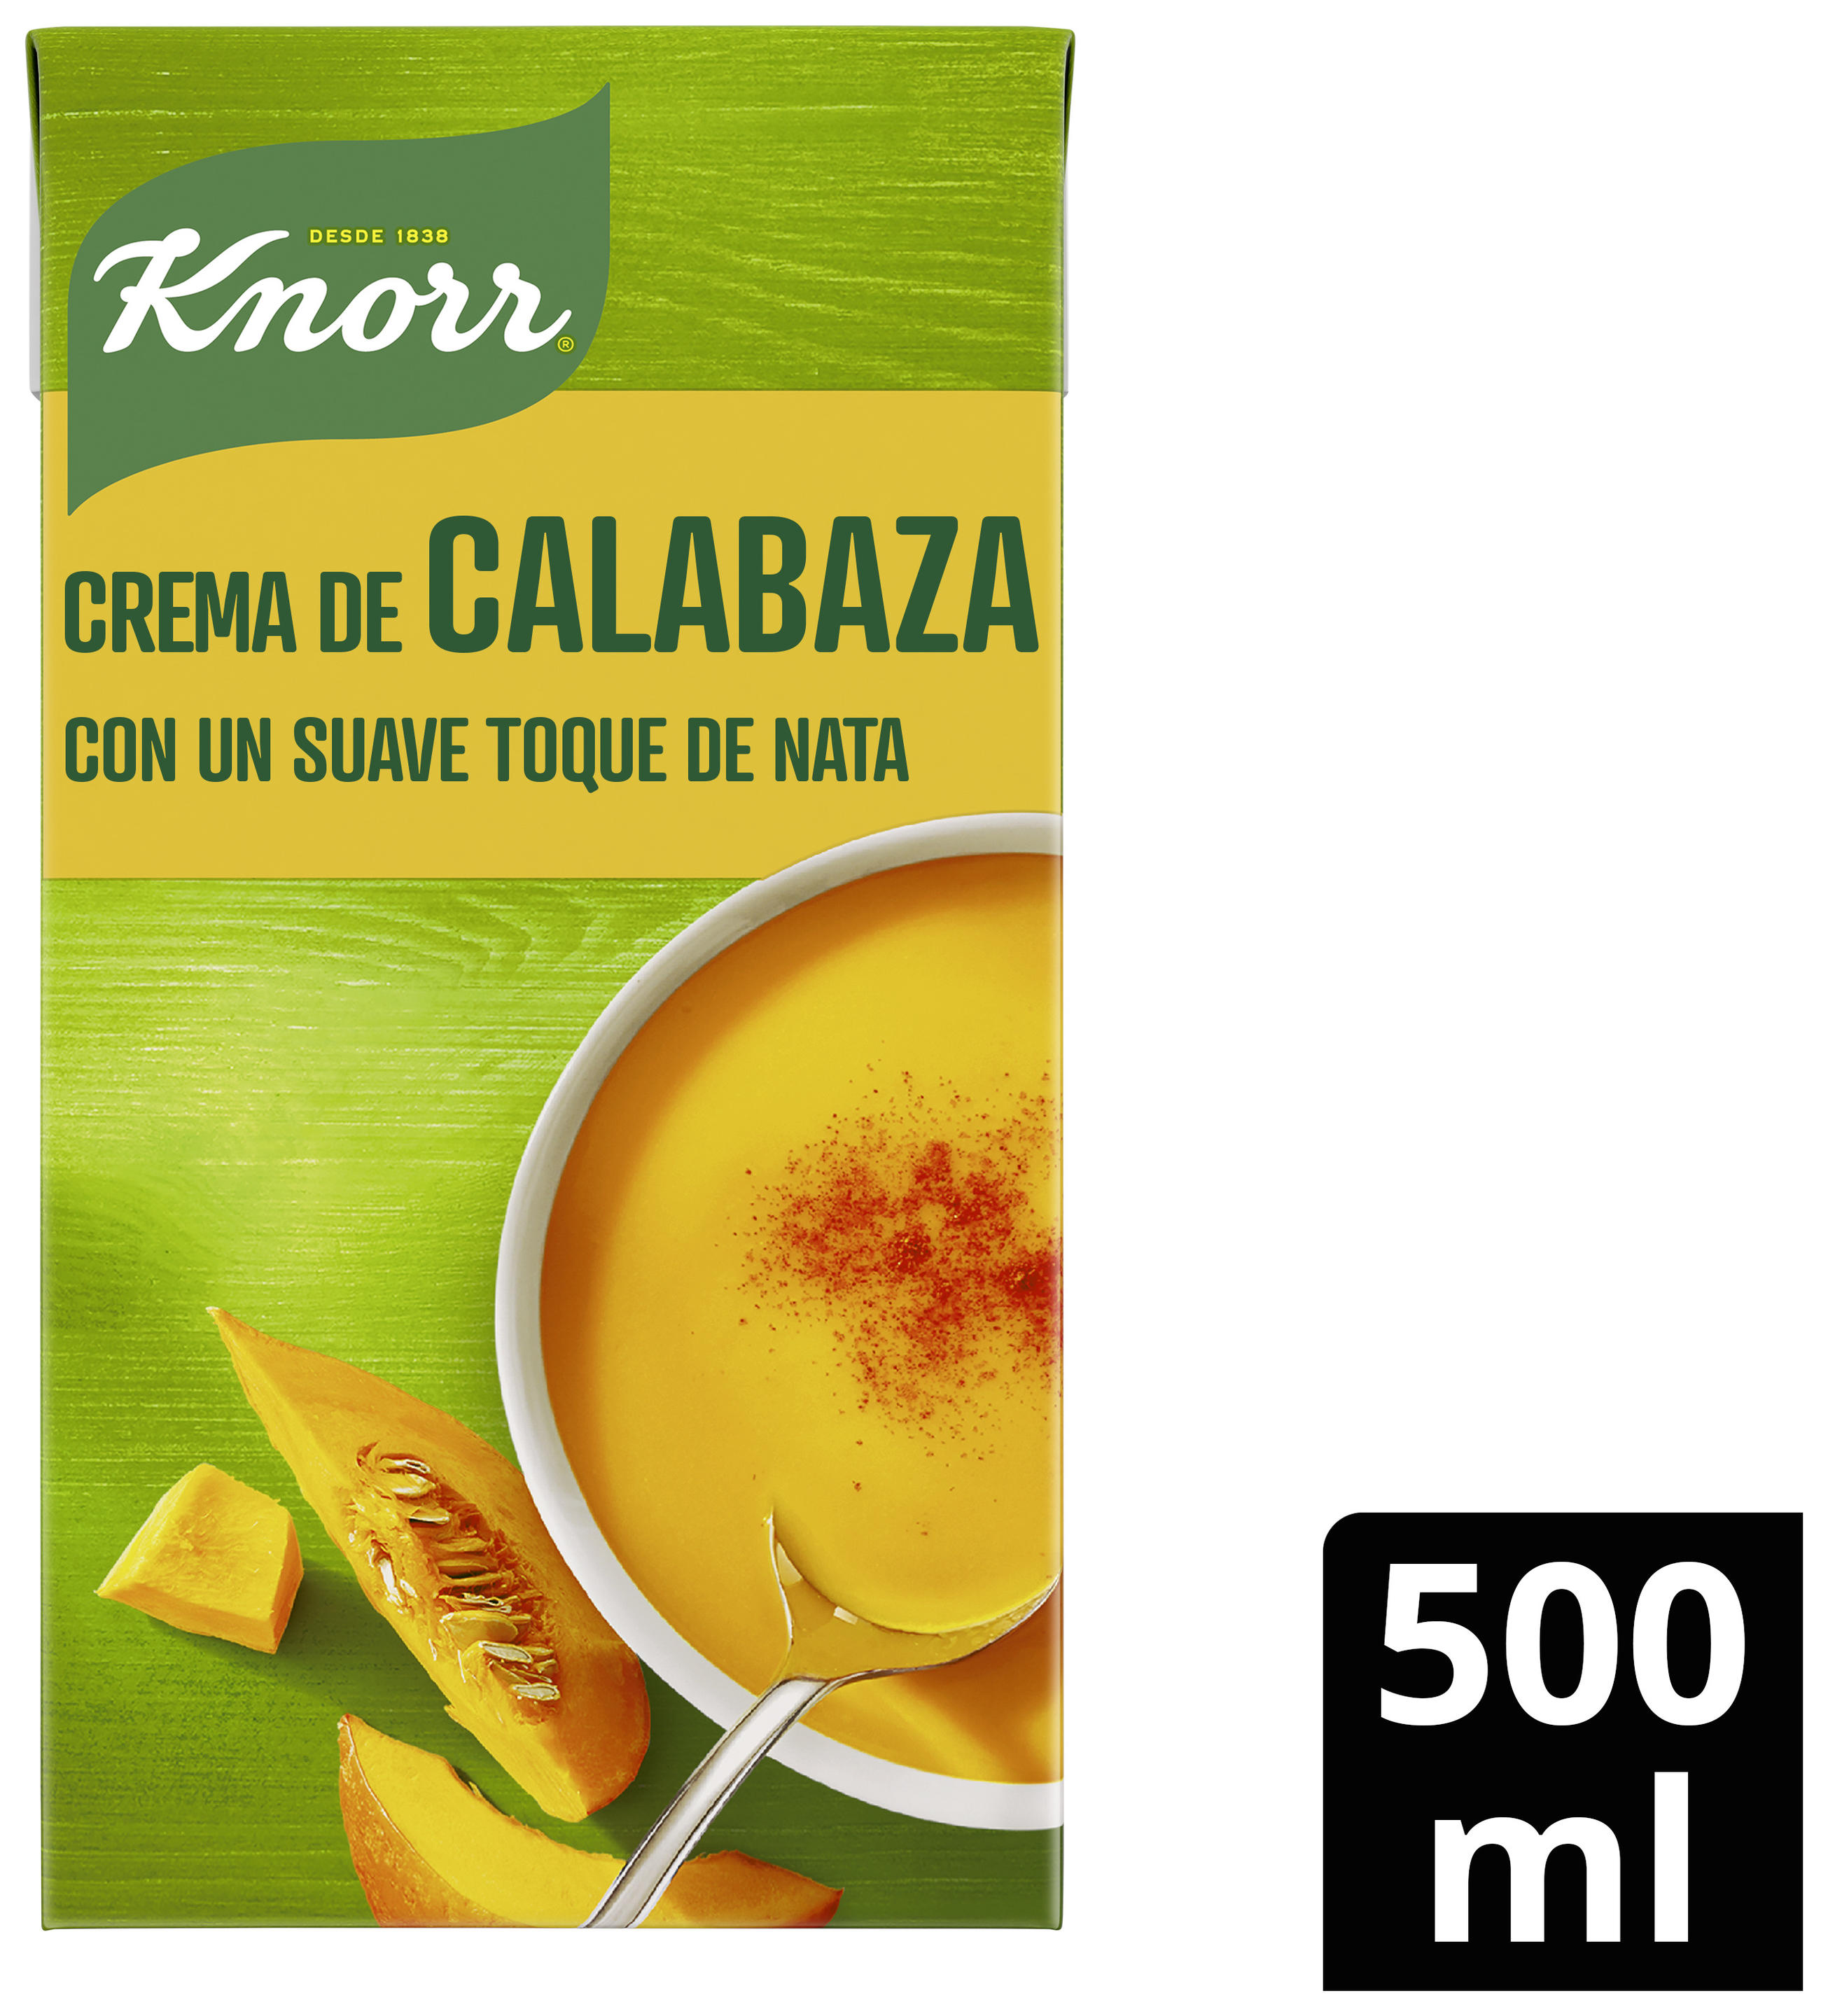 DESDE 1838
Knorr®
CREMA DE CALABAZA
CON UN SUAVE TOQUE DE NATA
500
ml